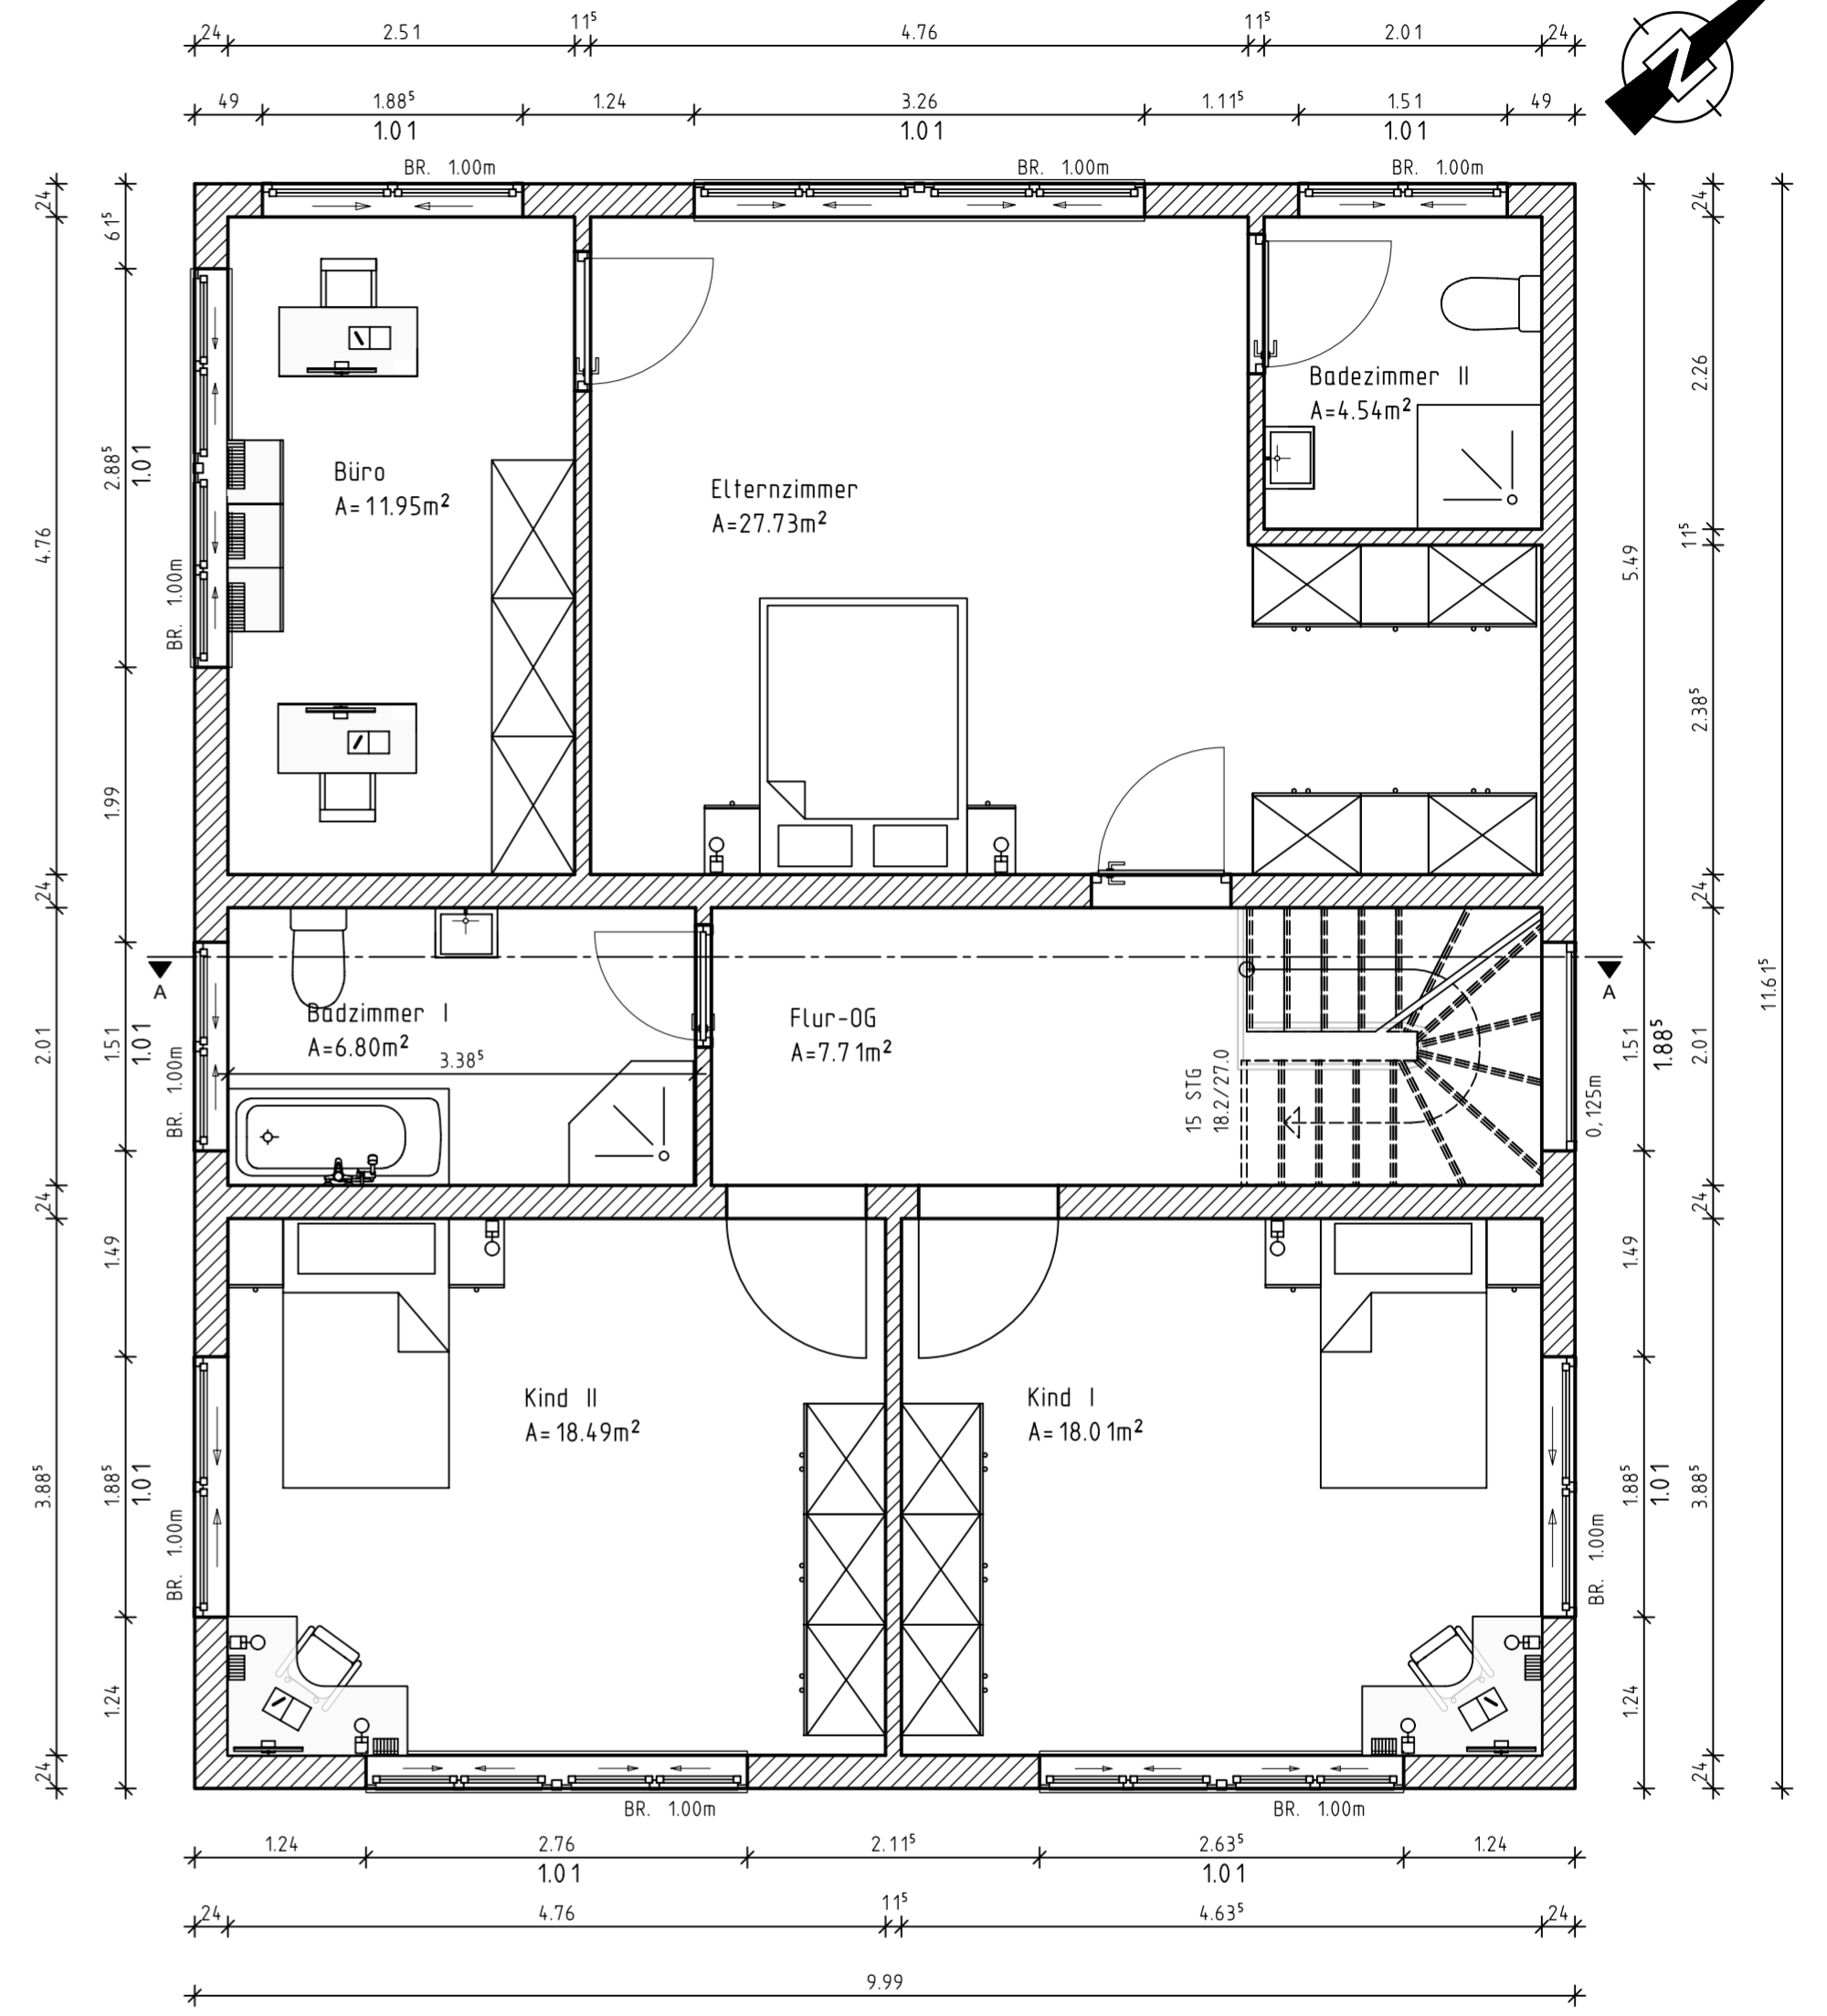 24 2.51 11⁵ 4.76 11⁵ 2.01 24
49 1.88⁵ 1.24 3.26 1.11⁵ 1.51 49
1.01 1.01 1.01
N
BR. 1.00m BR. 1.00m BR. 1.00m
24 4.76 24 2.01 24 3.88⁵ 24
61⁵ 2.88⁵ 1.99 1.51 1.49 1.88⁵ 1.24
1.01 1.01 1.01
BR. 1.00m
BR. 1.00m
BR. 1.00m
Büro
A=11.95m²
Elternzimmer
A=27.73m²
Badezimmer II
A=4.54m²
A
A
Badzimmer I
A=6.80m²
3.38⁵
Flur-OG
A=7.71m²
15 STG
18.2/27.0
0,125m
Kind II
A=18.49m²
Kind I
A=18.01m²
BR. 1.00m
5.49 1.51 1.49 1.88⁵ 1.24
1.88⁵ 1.01
24 2.26 11⁵ 2.38⁵ 24 2.01 24 3.88⁵ 24
11.61⁵
BR. 1.00m BR. 1.00m
1.24 2.76 2.11⁵ 2.63⁵ 1.24
1.01 1.01
24 4.76 11⁵ 4.63⁵ 24
9.99